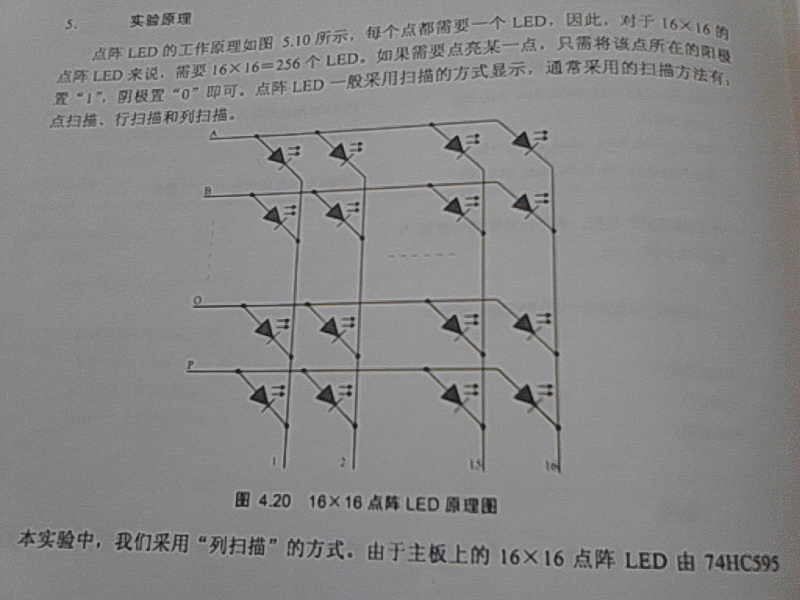 5. 实验原理
点阵 LED 的工作原理如图 5.10 所示，每个点都需要一个 LED，因此，对于 16×16 的
点阵 LED 来说，需要 16×16=256 个 LED。如果需要点亮某一点，只需将该点所在的阳极
置“1”，阴极置“0”即可。点阵 LED 一般采用扫描的方式显示，通常采用的扫描方法有：
点扫描、行扫描和列扫描。
A
B
O
P
1 2 15 16
图 4.20 16×16 点阵 LED 原理图
本实验中，我们采用“列扫描”的方式。由于主板上的 16×16 点阵 LED 由 74HC595